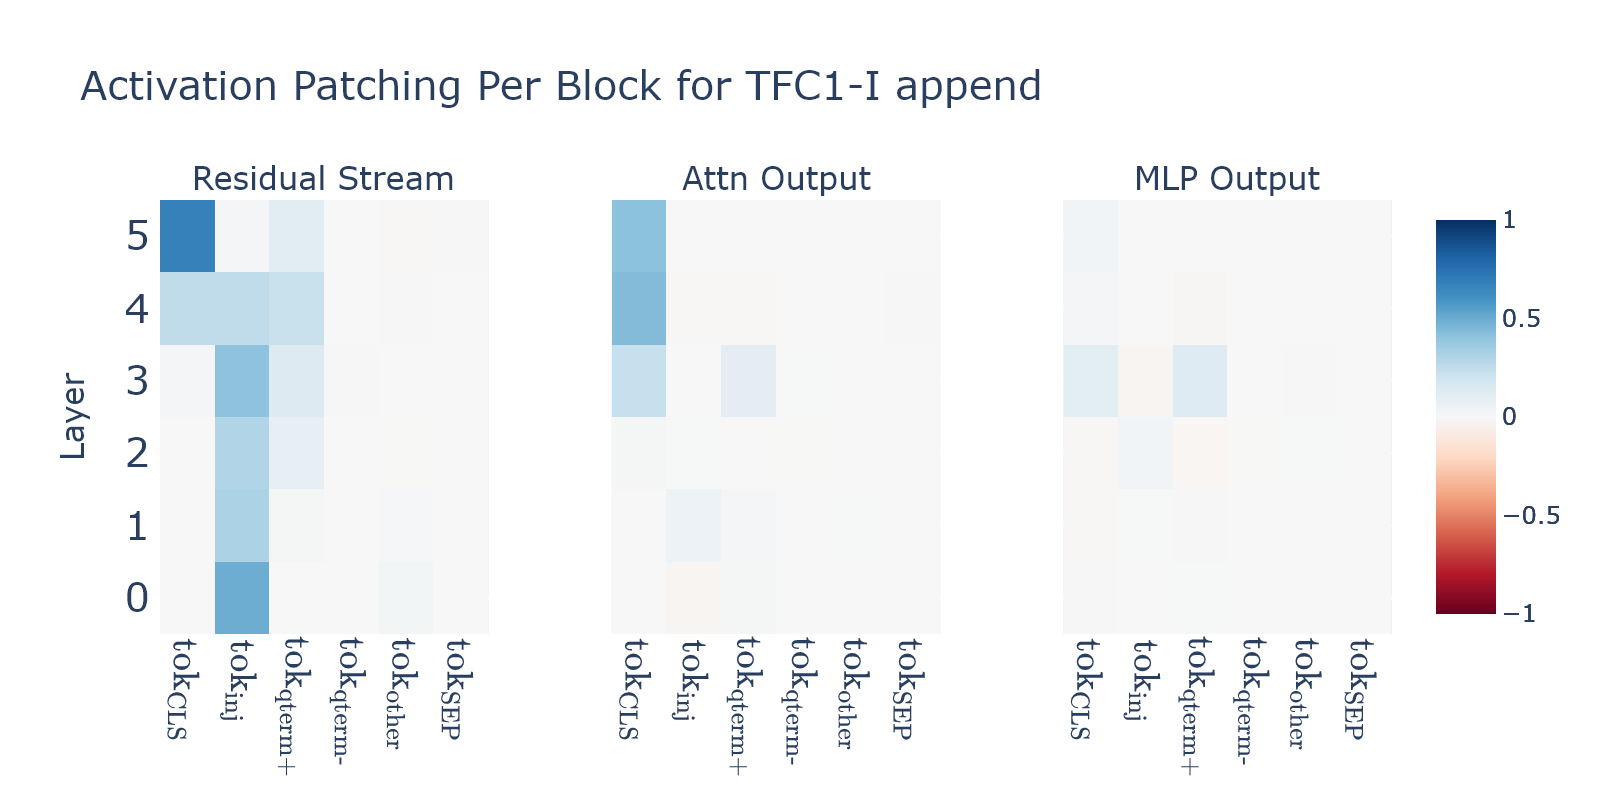 Activation Patching Per Block for TFC1-I append
Residual Stream
Attn Output
MLP Output
Layer
5
4
3
2
1
0
tokCLS
tokinj
tokqterm+
tokqterm-
tokother
tokSEP
tokCLS
tokinj
tokqterm+
tokqterm-
tokother
tokSEP
tokCLS
tokinj
tokqterm+
tokqterm-
tokother
tokSEP
1
0.5
0
−0.5
−1